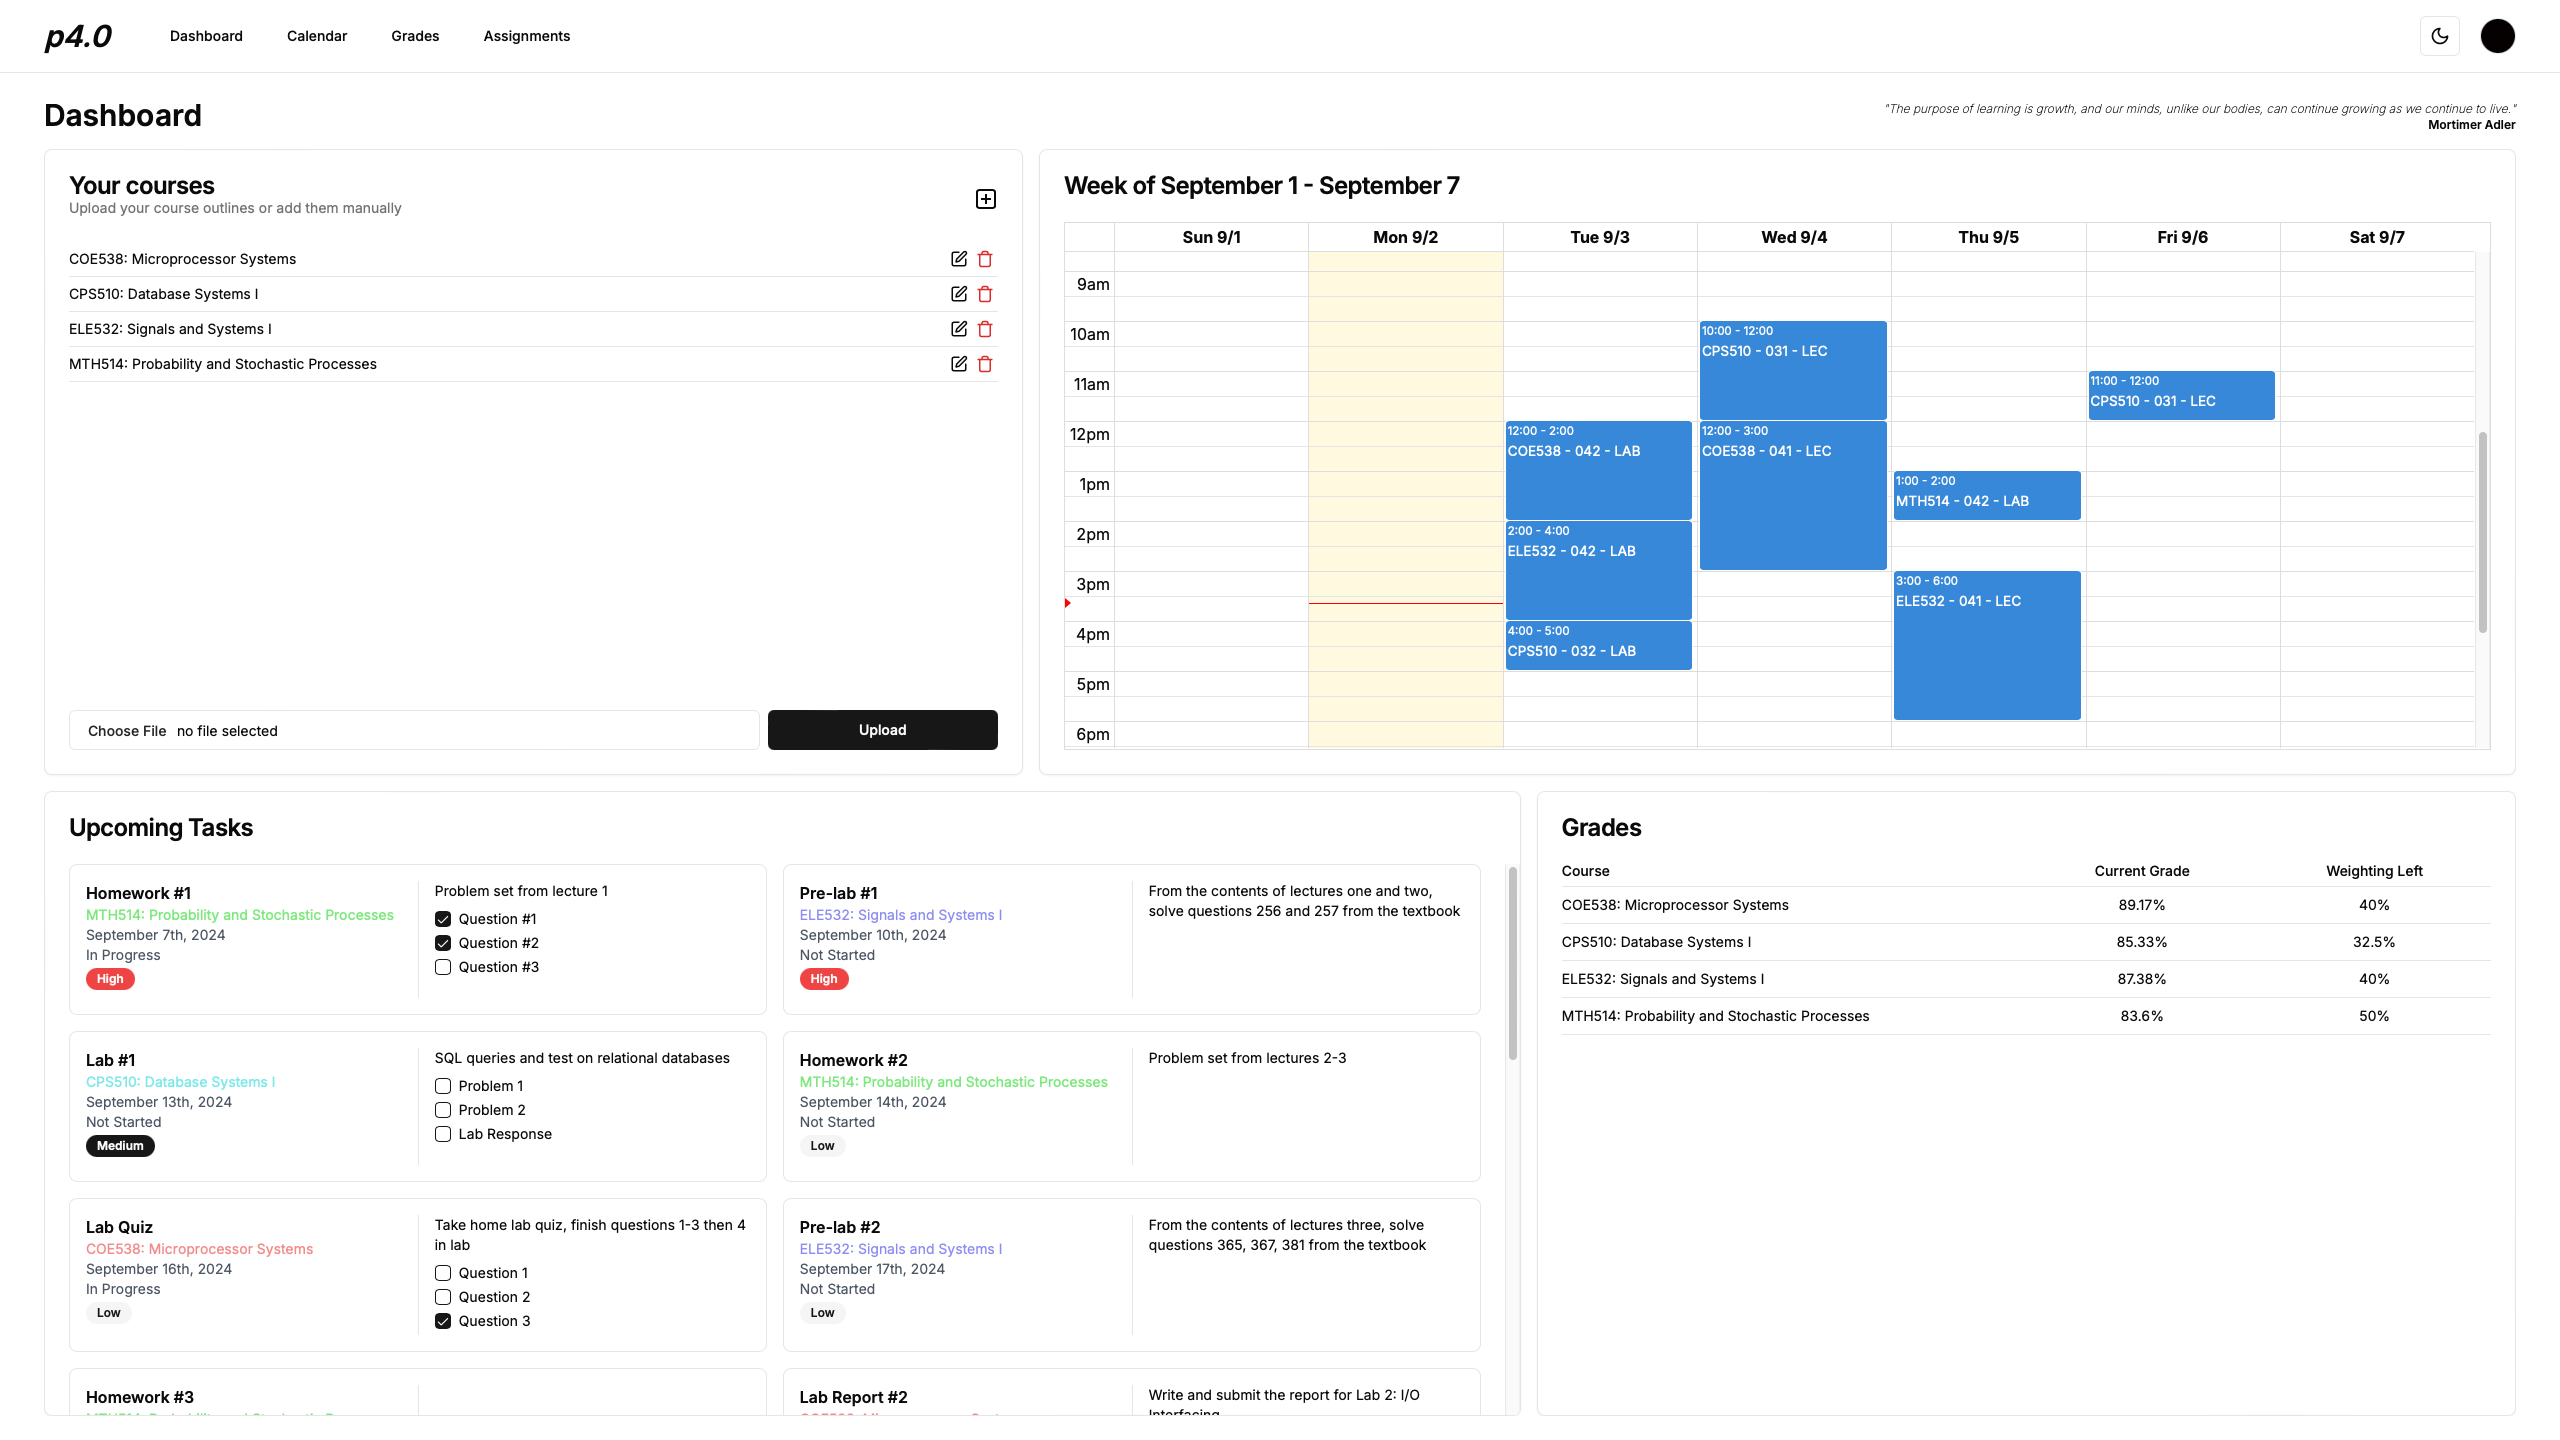 p4.0
Dashboard
Calendar
Grades
Assignments
Dashboard
"The purpose of learning is growth, and our minds, unlike our bodies, can continue growing as we continue to live."
Mortimer Adler
Your courses
Upload your course outlines or add them manually
COE538: Microprocessor Systems
CPS510: Database Systems I
ELE532: Signals and Systems I
MTH514: Probability and Stochastic Processes
Choose File no file selected
Upload
Week of September 1 - September 7
Sun 9/1
Mon 9/2
Tue 9/3
Wed 9/4
Thu 9/5
Fri 9/6
Sat 9/7
9am
10am
11am
12pm
1pm
2pm
3pm
4pm
5pm
6pm
12:00 - 2:00
COE538 - 042 - LAB
2:00 - 4:00
ELE532 - 042 - LAB
4:00 - 5:00
CPS510 - 032 - LAB
10:00 - 12:00
CPS510 - 031 - LEC
12:00 - 3:00
COE538 - 041 - LEC
1:00 - 2:00
MTH514 - 042 - LAB
3:00 - 6:00
ELE532 - 041 - LEC
11:00 - 12:00
CPS510 - 031 - LEC
Upcoming Tasks
Homework #1
MTH514: Probability and Stochastic Processes
September 7th, 2024
In Progress
High
Problem set from lecture 1
Question #1
Question #2
Question #3
Pre-lab #1
ELE532: Signals and Systems I
September 10th, 2024
Not Started
High
From the contents of lectures one and two,
solve questions 256 and 257 from the textbook
Lab #1
CPS510: Database Systems I
September 13th, 2024
Not Started
Medium
SQL queries and test on relational databases
Problem 1
Problem 2
Lab Response
Homework #2
MTH514: Probability and Stochastic Processes
September 14th, 2024
Not Started
Low
Problem set from lectures 2-3
Lab Quiz
COE538: Microprocessor Systems
September 16th, 2024
In Progress
Low
Take home lab quiz, finish questions 1-3 then 4
in lab
Question 1
Question 2
Question 3
Pre-lab #2
ELE532: Signals and Systems I
September 17th, 2024
Not Started
Low
From the contents of lectures three, solve
questions 365, 367, 381 from the textbook
Homework #3
Lab Report #2
Write and submit the report for Lab 2: I/O
Interfacing
Grades
Course Current Grade Weighting Left
COE538: Microprocessor Systems 89.17% 40%
CPS510: Database Systems I 85.33% 32.5%
ELE532: Signals and Systems I 87.38% 40%
MTH514: Probability and Stochastic Processes 83.6% 50%